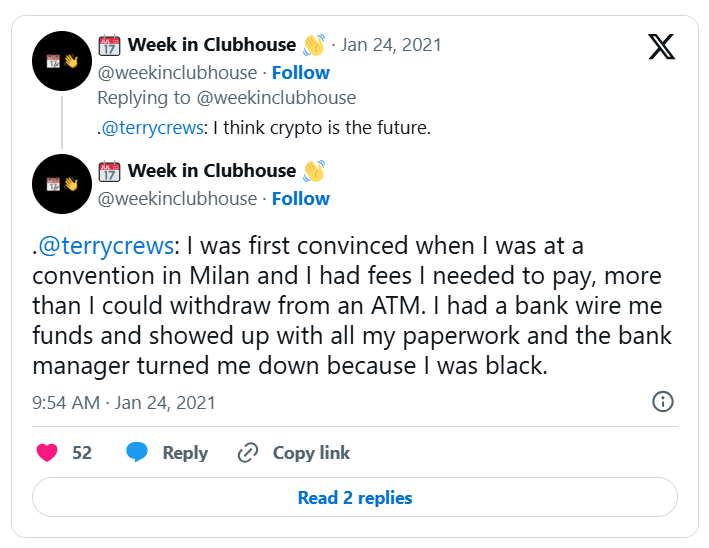 Week in Clubhouse 👋 · Jan 24, 2021
@weekinclubhouse · Follow
Replying to @weekinclubhouse
.@terrycrews: I think crypto is the future.
Week in Clubhouse 👋
@weekinclubhouse · Follow
.@terrycrews: I was first convinced when I was at a
convention in Milan and I had fees I needed to pay, more
than I could withdraw from an ATM. I had a bank wire me
funds and showed up with all my paperwork and the bank
manager turned me down because I was black.
9:54 AM · Jan 24, 2021
52 Reply Copy link
Read 2 replies